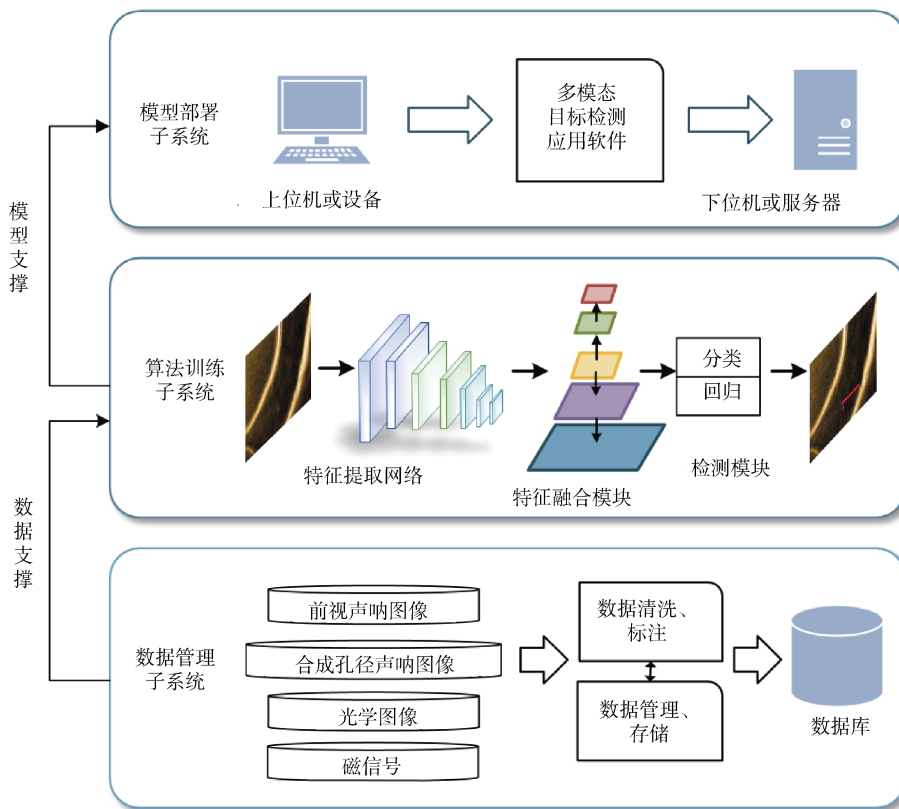 模型部署
子系统
多模态
目标检测
应用软件
上位机或设备
下位机或服务器
模型支撑
算法训练
子系统
分类
回归
特征提取网络
特征融合模块
检测模块
数据支撑
数据管理
子系统
前视声呐图像
合成孔径声呐图像
光学图像
磁信号
数据清洗、
标注
数据管理、
存储
数据库